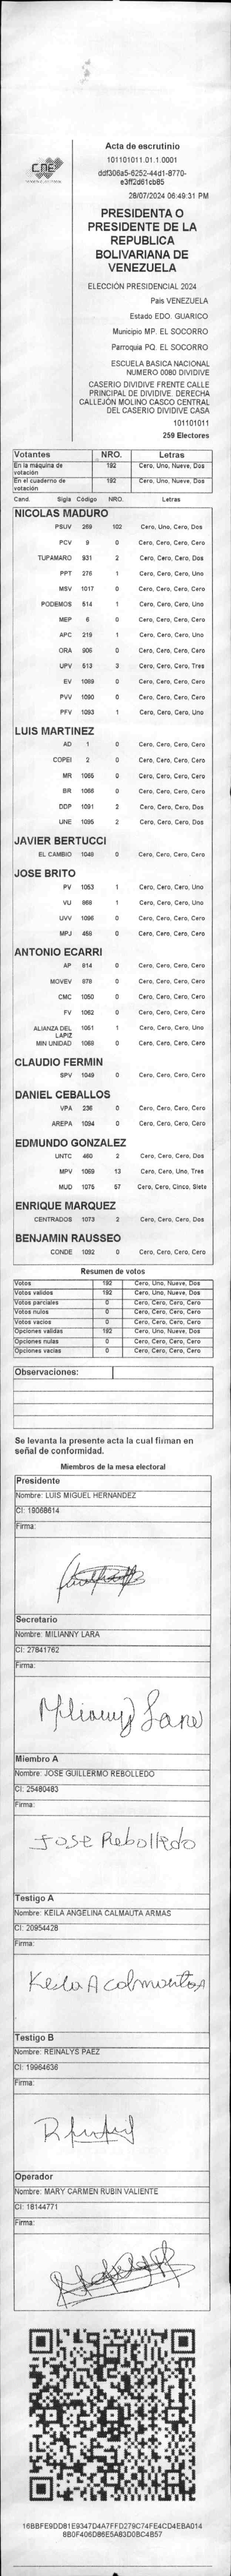 CNE
Acta de escrutinio
101101011.01.1.0001
ddf306a5-6252-44d1-8770-
e3ff2d61cb85
28/07/2024 06:49:31 PM
PRESIDENTA O
PRESIDENTE DE LA
REPUBLICA
BOLIVARIANA DE
VENEZUELA
ELECCIÓN PRESIDENCIAL 2024
País VENEZUELA
Estado EDO. GUARICO
Municipio MP. EL SOCORRO
Parroquia PQ. EL SOCORRO
ESCUELA BASICA NACIONAL
NUMERO 0080 DIVIDIVE
CASERIO DIVIDIVE FRENTE CALLE
PRINCIPAL DE DIVIDIVE. DERECHA
CALLEJÓN MOLINO CASCO CENTRAL
DEL CASERIO DIVIDIVE CASA
101101011
259 Electores
Votantes NRO. Letras
En la máquina de votación 192 Cero, Uno, Nueve, Dos
En el cuaderno de votación 192 Cero, Uno, Nueve, Dos
Cand. Sigla Código NRO. Letras
NICOLAS MADURO
PSUV 269 102 Cero, Uno, Cero, Dos
PCV 9 0 Cero, Cero, Cero, Cero
TUPAMARO 931 2 Cero, Cero, Cero, Dos
PPT 276 1 Cero, Cero, Cero, Uno
MSV 1017 0 Cero, Cero, Cero, Cero
PODEMOS 514 1 Cero, Cero, Cero, Uno
MEP 6 0 Cero, Cero, Cero, Cero
APC 219 1 Cero, Cero, Cero, Uno
ORA 906 0 Cero, Cero, Cero, Cero
UPV 513 3 Cero, Cero, Cero, Tres
EV 1089 0 Cero, Cero, Cero, Cero
PVV 1090 0 Cero, Cero, Cero, Cero
PFV 1093 1 Cero, Cero, Cero, Uno
LUIS MARTINEZ
AD 1 0 Cero, Cero, Cero, Cero
COPEI 2 0 Cero, Cero, Cero, Cero
MR 1055 0 Cero, Cero, Cero, Cero
BR 1066 0 Cero, Cero, Cero, Cero
DDP 1091 2 Cero, Cero, Cero, Dos
UNE 1095 2 Cero, Cero, Cero, Dos
JAVIER BERTUCCI
EL CAMBIO 1046 0 Cero, Cero, Cero, Cero
JOSE BRITO
PV 1053 1 Cero, Cero, Cero, Uno
VU 868 1 Cero, Cero, Cero, Uno
UVV 1096 0 Cero, Cero, Cero, Cero
MPJ 458 0 Cero, Cero, Cero, Cero
ANTONIO ECARRI
AP 814 0 Cero, Cero, Cero, Cero
MOVEV 878 0 Cero, Cero, Cero, Cero
CMC 1050 0 Cero, Cero, Cero, Cero
FV 1062 0 Cero, Cero, Cero, Cero
ALIANZA DEL LAPIZ 1051 1 Cero, Cero, Cero, Uno
MIN UNIDAD 1069 0 Cero, Cero, Cero, Cero
CLAUDIO FERMIN
SPV 1049 0 Cero, Cero, Cero, Cero
DANIEL CEBALLOS
VPA 236 0 Cero, Cero, Cero, Cero
AREPA 1094 0 Cero, Cero, Cero, Cero
EDMUNDO GONZALEZ
UNTC 460 2 Cero, Cero, Cero, Dos
MPV 1069 13 Cero, Cero, Uno, Tres
MUD 1075 57 Cero, Cero, Cinco, Siete
ENRIQUE MARQUEZ
CENTRADOS 1073 2 Cero, Cero, Cero, Dos
BENJAMIN RAUSSEO
CONDE 1092 0 Cero, Cero, Cero, Cero
Resumen de votos
Votos 192 Cero, Uno, Nueve, Dos
Votos validos 192 Cero, Uno, Nueve, Dos
Votos parciales 0 Cero, Cero, Cero, Cero
Votos nulos 0 Cero, Cero, Cero, Cero
Votos vacios 0 Cero, Cero, Cero, Cero
Opciones validas 192 Cero, Uno, Nueve, Dos
Opciones nulas 0 Cero, Cero, Cero, Cero
Opciones vacias 0 Cero, Cero, Cero, Cero
Observaciones:
Se levanta la presente acta la cual firman en
señal de conformidad.
Miembros de la mesa electoral
Presidente
Nombre: LUIS MIGUEL HERNANDEZ
CI: 19068614
Firma:
Secretario
Nombre: MILIANNY LARA
CI: 27841762
Firma:
Milianny Lara
Miembro A
Nombre: JOSE GUILLERMO REBOLLEDO
CI: 25480483
Firma:
Jose Rebolledo
Testigo A
Nombre: KEILA ANGELINA CALMAUTA ARMAS
CI: 20954428
Firma:
Testigo B
Nombre: REINALYS PAEZ
CI: 19964636
Firma:
Operador
Nombre: MARY CARMEN RUBIN VALIENTE
CI: 18144771
Firma:
16BBFE9DD81E9347D4A7FFD279C74FE4CD4EBA014
8B0F406D86E5A83D0BC4B57